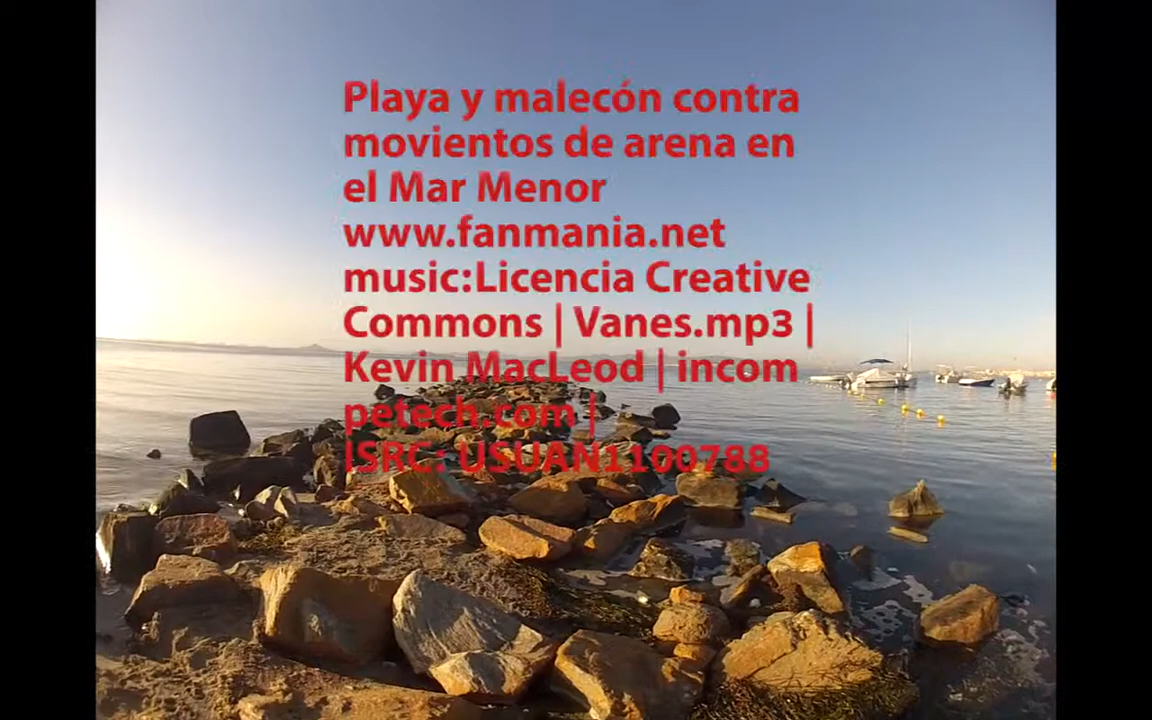 Playa y malecón contra
movientos de arena en
el Mar Menor
www.fanmania.net
music:Licencia Creative
Commons | Vanes.mp3 |
Kevin MacLeod | incom
petech.com |
ISRC: USUAN1100788